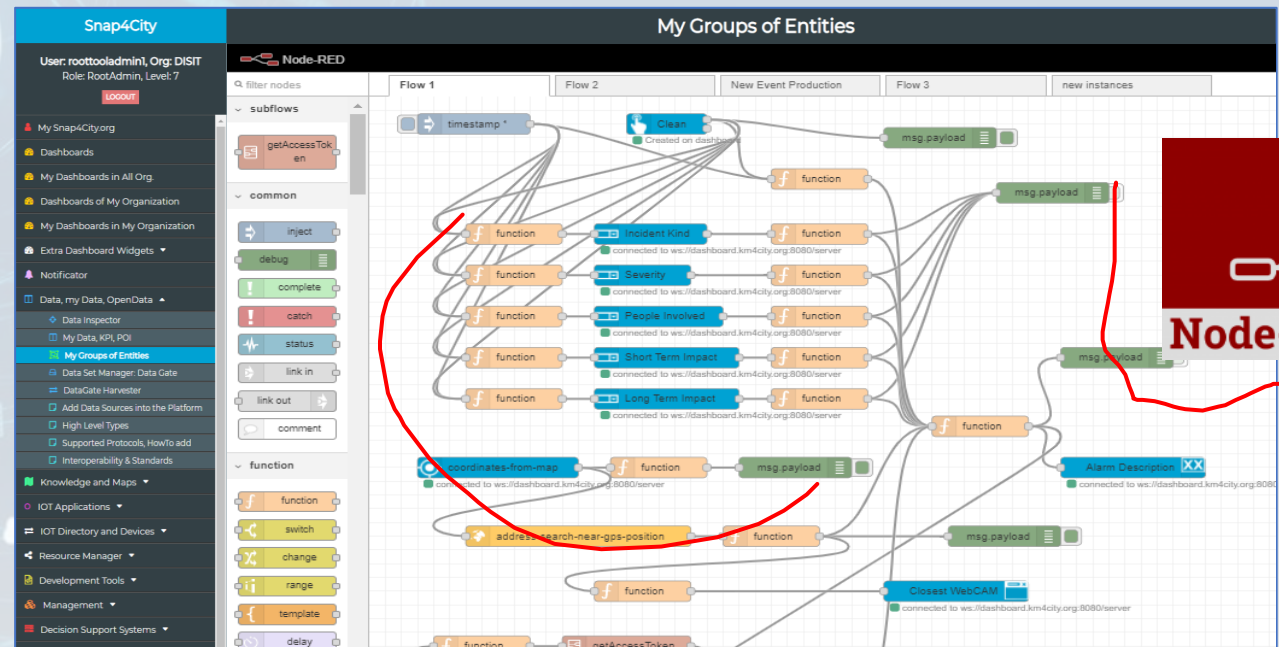 Snap4City
My Groups of Entities
User: roottooladmin1, Org: DISIT
Role: RootAdmin, Level: 7
LOGOUT
My Snap4City.org
Dashboards
My Dashboards in All Org.
Dashboards of My Organization
My Dashboards in My Organization
Extra Dashboard Widgets
Notificator
Data, my Data, OpenData
Data Inspector
My Data, KPI, POI
My Groups of Entities
Data Set Manager: Data Gate
DataGate Harvester
Add Data Sources into the Platform
High Level Types
Supported Protocols, HowTo add
Interoperability & Standards
Knowledge and Maps
IOT Applications
IOT Directory and Devices
Resource Manager
Development Tools
Management
Decision Support Systems
Node-RED
filter nodes
subflows
getAccessTok
en
common
inject
debug
complete
catch
status
link in
link out
comment
function
function
switch
change
range
template
delay
Flow 1
Flow 2
New Event Production
Flow 3
new instances
timestamp *
Clean
Created on dashboard
msg.payload
function
msg.payload
function
Incident Kind
function
connected to ws://dashboard.km4city.org:8080/server
function
Severity
function
connected to ws://dashboard.km4city.org:8080/server
function
People Involved
function
connected to ws://dashboard.km4city.org:8080/server
function
Short Term Impact
function
connected to ws://dashboard.km4city.org:8080/server
msg.payload
function
Long Term Impact
function
connected to ws://dashboard.km4city.org:8080/server
function
coordinates-from-map
function
msg.payload
connected to ws://dashboard.km4city.org:8080/server
Alarm Description
connected to ws://dashboard.km4city.org:808
address-search-near-gps-position
function
msg.payload
function
Closest WebCAM
connected to ws://dashboard.km4city.org:8080/server
function
getAccessToken
Node